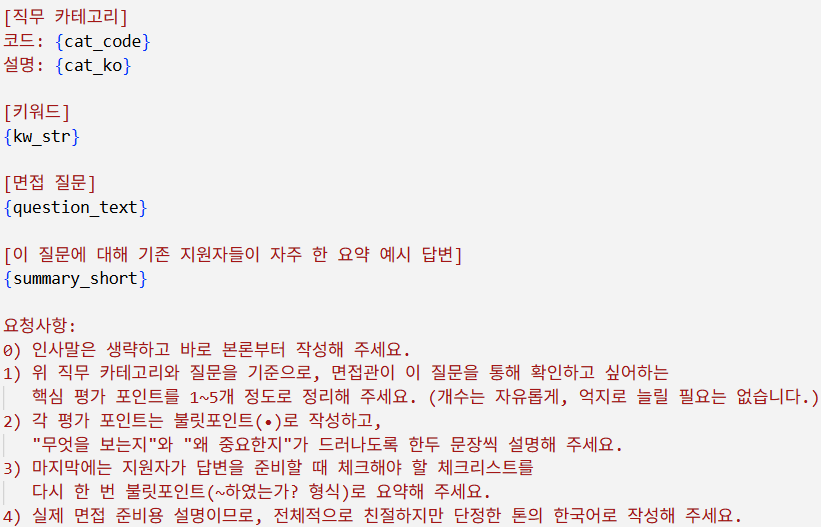 [직무 카테고리]
코드: {cat_code}
설명: {cat_ko}
[키워드]
{kw_str}
[면접 질문]
{question_text}
[이 질문에 대해 기존 지원자들이 자주 한 요약 예시 답변]
{summary_short}
요청사항:
0) 인사말은 생략하고 바로 본론부터 작성해 주세요.
1) 위 직무 카테고리와 질문을 기준으로, 면접관이 이 질문을 통해 확인하고 싶어하는
핵심 평가 포인트를 1~5개 정도로 정리해 주세요. (개수는 자유롭게, 억지로 늘릴 필요는 없습니다.)
2) 각 평가 포인트는 불릿포인트(•)로 작성하고,
"무엇을 보는지"와 "왜 중요한지"가 드러나도록 한두 문장씩 설명해 주세요.
3) 마지막에는 지원자가 답변을 준비할 때 체크해야 할 체크리스트를
다시 한 번 불릿포인트(~하였는가? 형식)로 요약해 주세요.
4) 실제 면접 준비용 설명이므로, 전체적으로 친절하지만 단정한 톤의 한국어로 작성해 주세요.